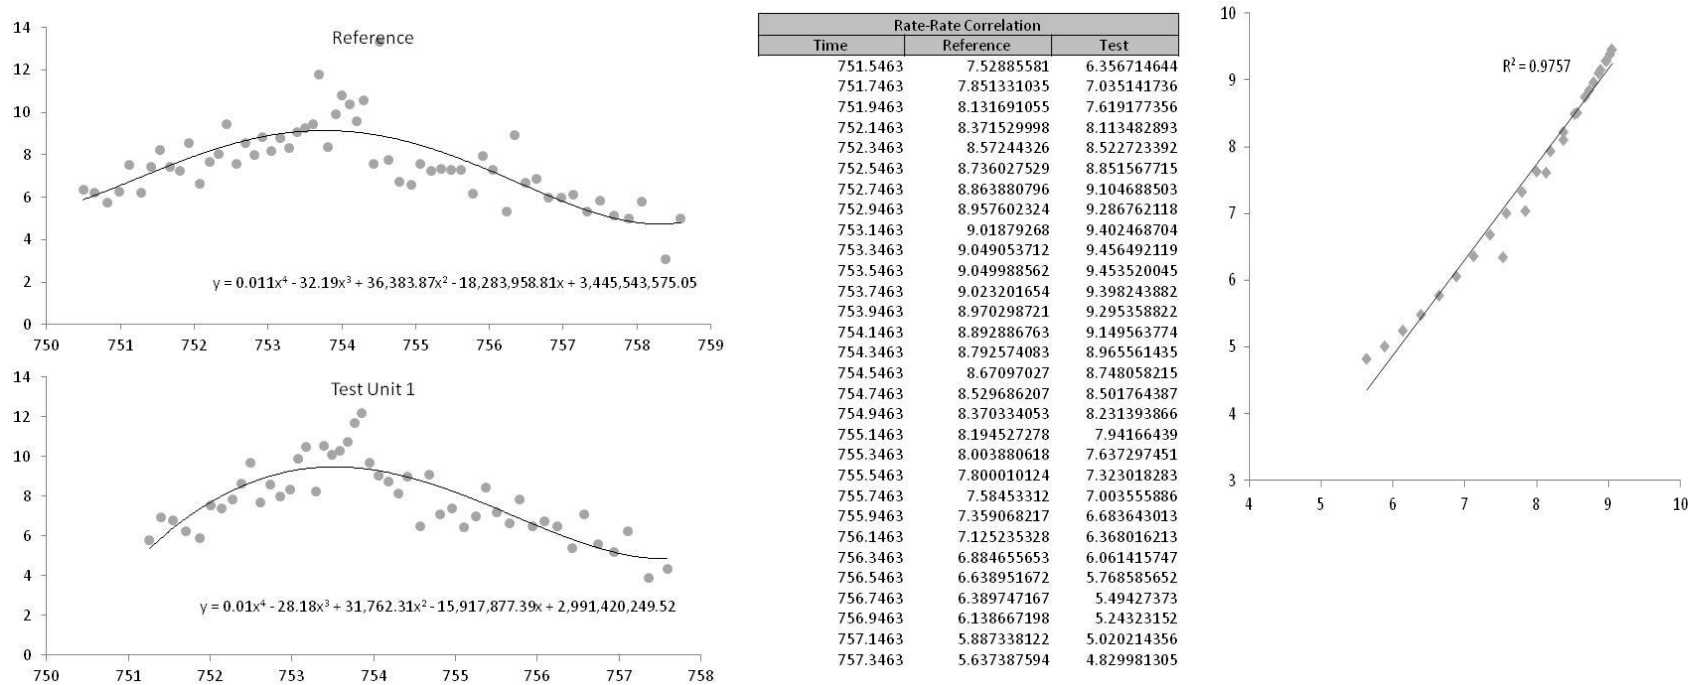 Reference
14
12
10
8
6
4
2
0
y = 0.011x⁴ - 32.19x³ + 36,383.87x² - 18,283,958.81x + 3,445,543,575.05
750 751 752 753 754 755 756 757 758 759
Test Unit 1
14
12
10
8
6
4
2
0
y = 0.01x⁴ - 28.18x³ + 31,762.31x² - 15,917,877.39x + 2,991,420,249.52
750 751 752 753 754 755 756 757 758
Rate-Rate Correlation
Time Reference Test
751.5463 7.52885581 6.356714644
751.7463 7.851331035 7.035141736
751.9463 8.131691055 7.619177356
752.1463 8.371529998 8.113482893
752.3463 8.57244326 8.522723392
752.5463 8.736027529 8.851567715
752.7463 8.863880796 9.104688503
752.9463 8.957602324 9.286762118
753.1463 9.01879268 9.402468704
753.3463 9.049053712 9.456492119
753.5463 9.049988562 9.453520045
753.7463 9.023201654 9.398243882
753.9463 8.970298721 9.295358822
754.1463 8.892886763 9.149563774
754.3463 8.792574083 8.965561435
754.5463 8.67097027 8.748058215
754.7463 8.529686207 8.501764387
754.9463 8.370334053 8.231393866
755.1463 8.194527278 7.94166439
755.3463 8.003880618 7.637297451
755.5463 7.800010124 7.323018283
755.7463 7.58453312 7.003555886
755.9463 7.359068217 6.683643013
756.1463 7.125235328 6.368016213
756.3463 6.884655653 6.061415747
756.5463 6.638951672 5.768585652
756.7463 6.389747167 5.49427373
756.9463 6.138667198 5.24323152
757.1463 5.887338122 5.020214356
757.3463 5.637387594 4.829981305
10
9
8
7
6
5
4
3
R² = 0.9757
4 5 6 7 8 9 10